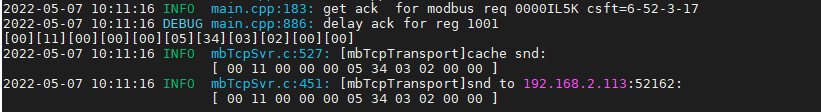 2022-05-07 10:11:16 INFO  main.cpp:183: get ack  for modbus req 0000IL5K csft=6-52-3-17
2022-05-07 10:11:16 DEBUG main.cpp:886: delay ack for reg 1001
[00][11][00][00][00][05][34][03][02][00][00]
2022-05-07 10:11:16 INFO  mbTcpSvr.c:527: [mbTcpTransport]cache snd:
[ 00 11 00 00 00 05 34 03 02 00 00 ]
2022-05-07 10:11:16 INFO  mbTcpSvr.c:451: [mbTcpTransport]snd to 192.168.2.113:52162:
[ 00 11 00 00 00 05 34 03 02 00 00 ]